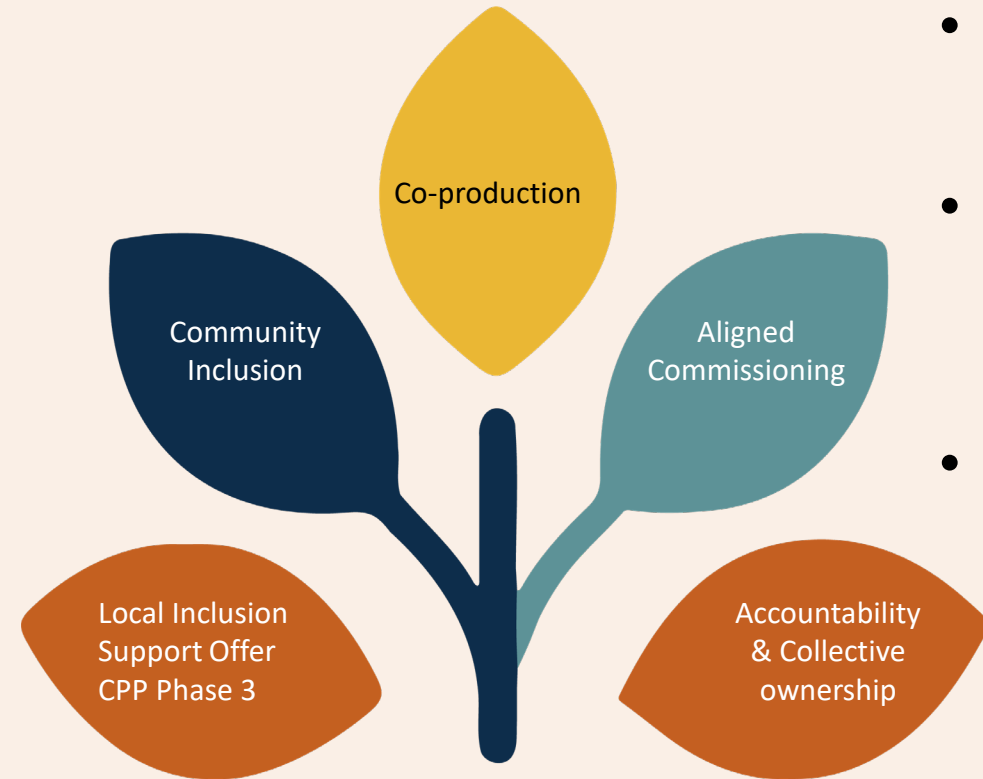 Co-production
Community
Inclusion
Aligned
Commissioning
Local Inclusion
Support Offer
CPP Phase 3
Accountability
& Collective
ownership